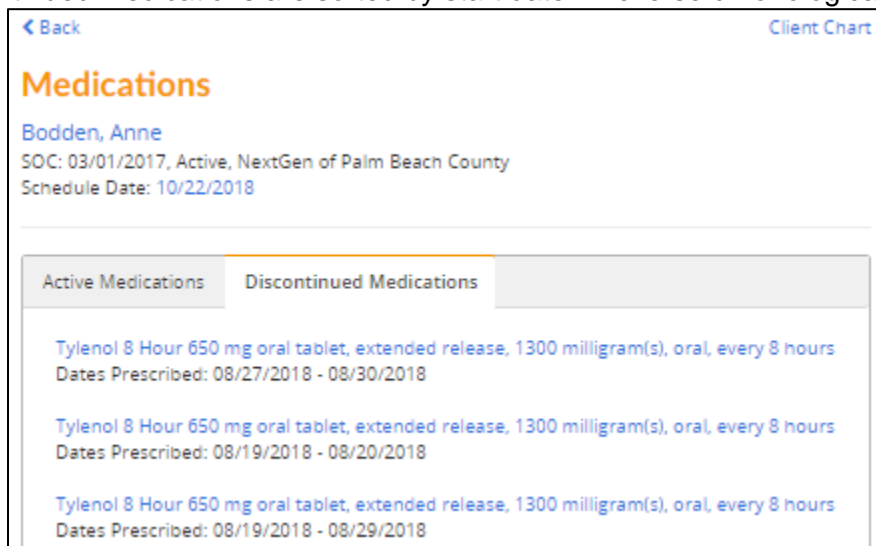 Back
Client Chart
Medications
Bodden, Anne
SOC: 03/01/2017, Active, NextGen of Palm Beach County
Schedule Date: 10/22/2018
Active Medications
Discontinued Medications
Tylenol 8 Hour 650 mg oral tablet, extended release, 1300 milligram(s), oral, every 8 hours
Dates Prescribed: 08/27/2018 - 08/30/2018
Tylenol 8 Hour 650 mg oral tablet, extended release, 1300 milligram(s), oral, every 8 hours
Dates Prescribed: 08/19/2018 - 08/20/2018
Tylenol 8 Hour 650 mg oral tablet, extended release, 1300 milligram(s), oral, every 8 hours
Dates Prescribed: 08/19/2018 - 08/29/2018